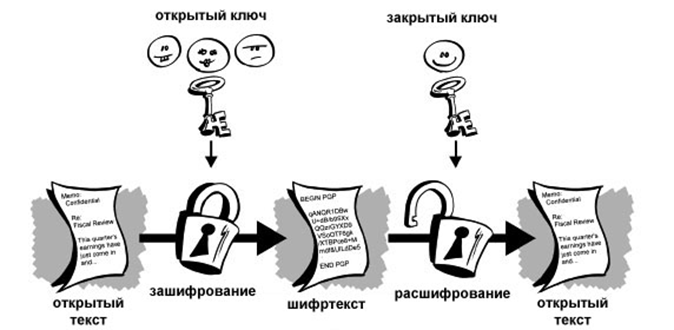 открытый ключ
закрытый ключ
Memo:
Confidential
Re:
Fiscal Review
This quarter's
earnings have
just come in
and...
BEGIN PGP
END PGP
Memo:
Confidential
Re:
Fiscal Review
This quarter's
earnings have
just come in
and...
открытый
текст
зашифрование
шифртекст
расшифрование
открытый
текст